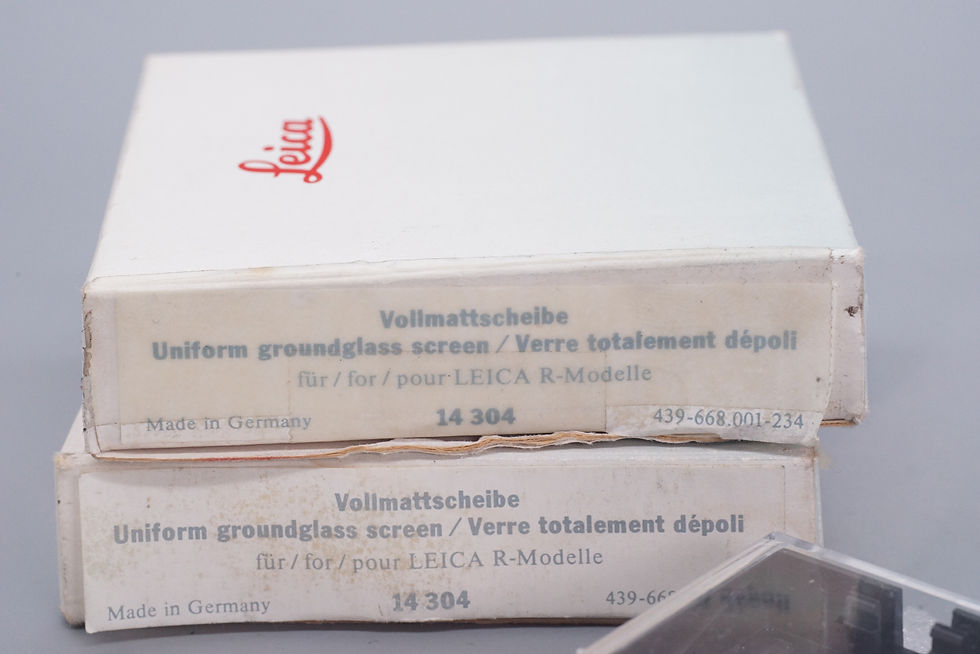 Leica
Vollmattscheibe
Uniform groundglass screen / Verre totalement dépoli
für / for / pour LEICA R-Modelle
Made in Germany 14 304 439-668.001-234
Vollmattscheibe
Uniform groundglass screen / Verre totalement dépoli
für / for / pour LEICA R-Modelle
Made in Germany 14 304